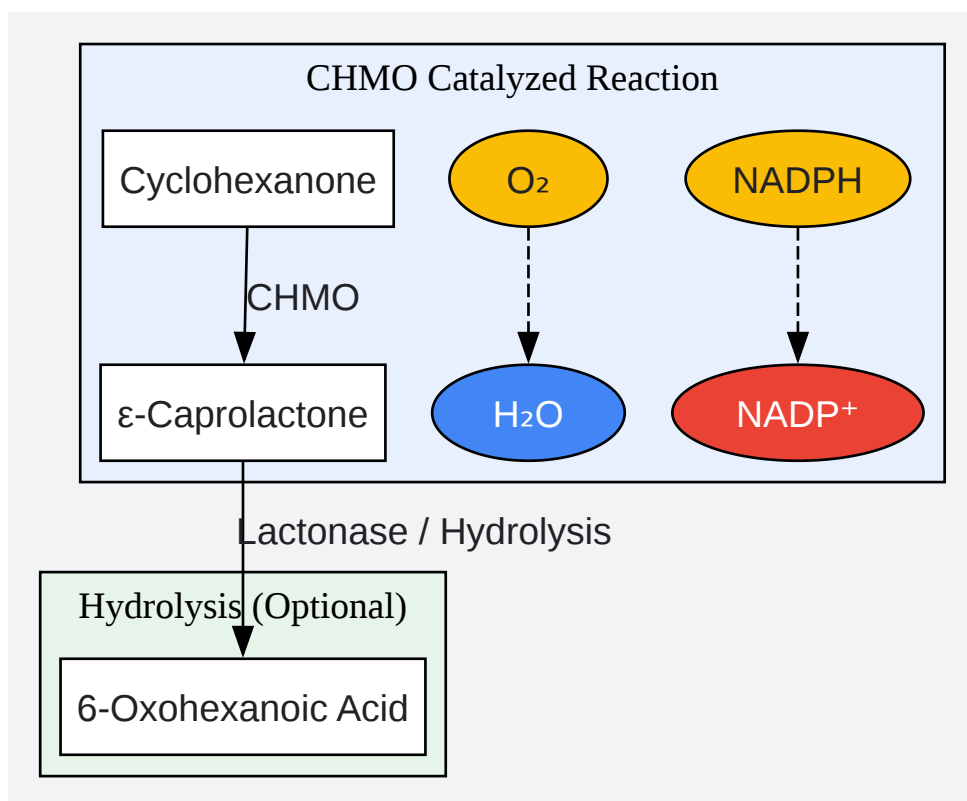 CHMO Catalyzed Reaction
Cyclohexanone
O₂
NADPH
CHMO
ε-Caprolactone
H₂O
NADP⁺
Lactonase / Hydrolysis
Hydrolysis (Optional)
6-Oxohexanoic Acid